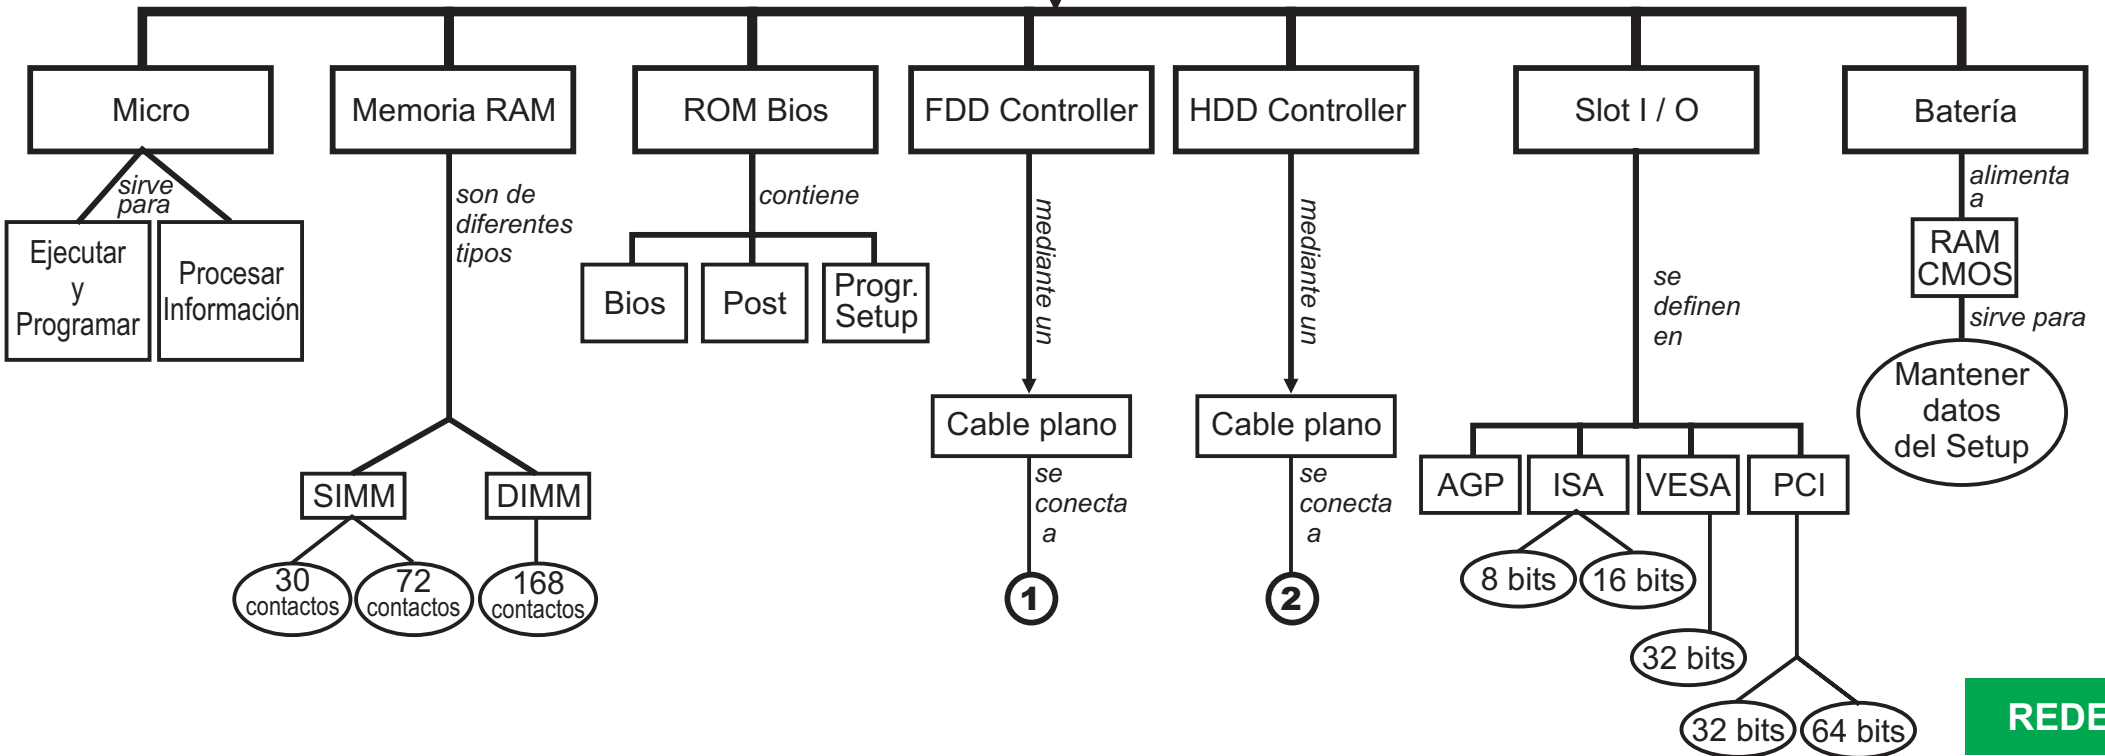 Micro
Memoria RAM
ROM Bios
FDD Controller
HDD Controller
Slot I / O
Batería
sirve
para
Ejecutar
y
Programar
Procesar
Información
son de
diferentes
tipos
SIMM
DIMM
30
contactos
72
contactos
168
contactos
contiene
Bios
Post
Progr.
Setup
mediante un
Cable plano
se
conecta
a
1
mediante un
Cable plano
se
conecta
a
2
se
definen
en
AGP
ISA
VESA
PCI
8 bits
16 bits
32 bits
32 bits
64 bits
alimenta
a
RAM
CMOS
sirve para
Mantener
datos
del Setup
REDE